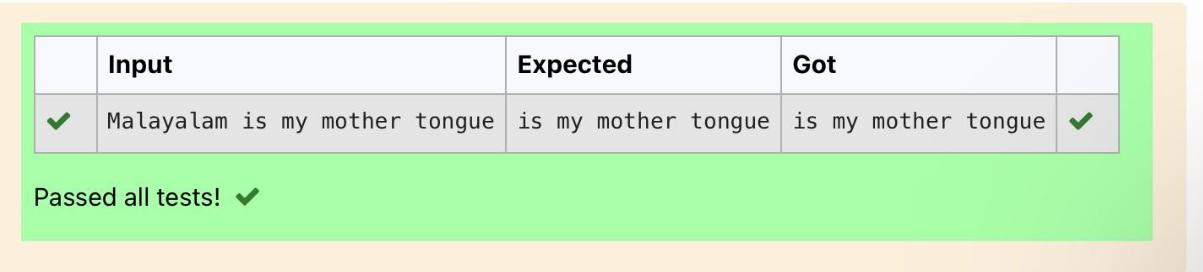 Input Expected Got
Malayalam is my mother tongue is my mother tongue is my mother tongue
Passed all tests!